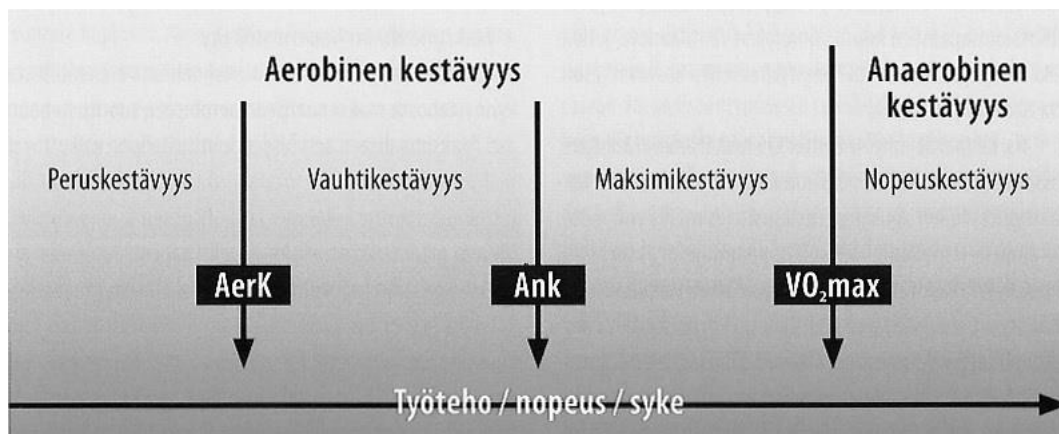 Aerobinen kestävyys
Anaerobinen
kestävyys
Peruskestävyys
Vauhtikestävyys
Maksimikestävyys
Nopeuskestävyys
AerK
Ank
VO₂max
Työteho / nopeus / syke